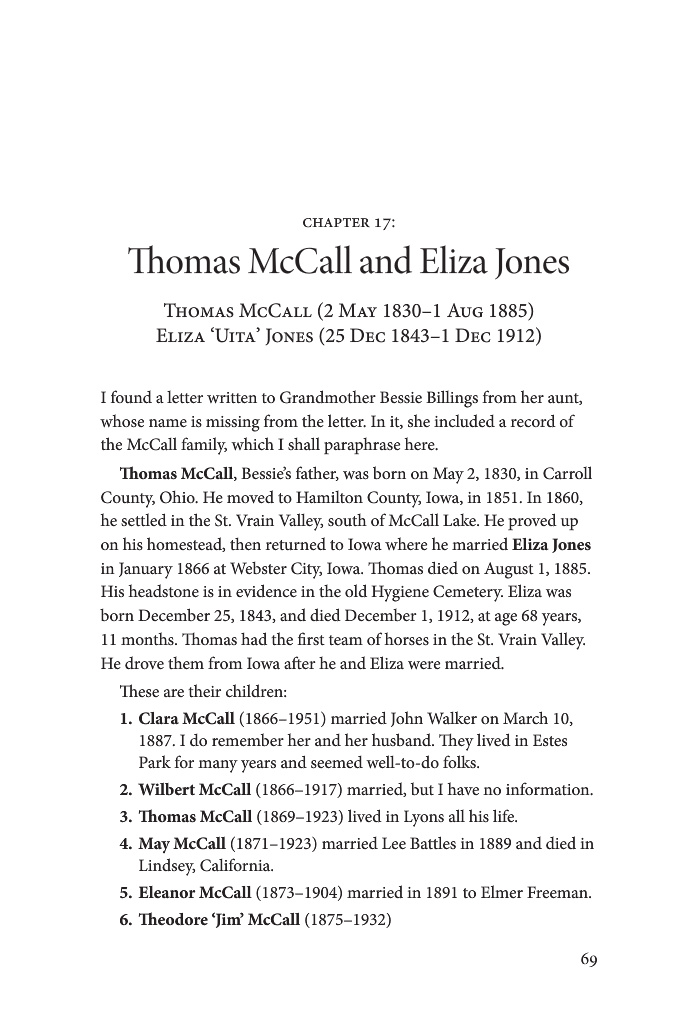 CHAPTER 17:
Thomas McCall and Eliza Jones
Thomas McCall (2 May 1830–1 Aug 1885)
Eliza ‘Uita’ Jones (25 Dec 1843–1 Dec 1912)
I found a letter written to Grandmother Bessie Billings from her aunt,
whose name is missing from the letter. In it, she included a record of
the McCall family, which I shall paraphrase here.
Thomas McCall, Bessie’s father, was born on May 2, 1830, in Carroll
County, Ohio. He moved to Hamilton County, Iowa, in 1851. In 1860,
he settled in the St. Vrain Valley, south of McCall Lake. He proved up
on his homestead, then returned to Iowa where he married Eliza Jones
in January 1866 at Webster City, Iowa. Thomas died on August 1, 1885.
His headstone is in evidence in the old Hygiene Cemetery. Eliza was
born December 25, 1843, and died December 1, 1912, at age 68 years,
11 months. Thomas had the first team of horses in the St. Vrain Valley.
He drove them from Iowa after he and Eliza were married.
These are their children:
1. Clara McCall (1866–1951) married John Walker on March 10,
1887. I do remember her and her husband. They lived in Estes
Park for many years and seemed well-to-do folks.
2. Wilbert McCall (1866–1917) married, but I have no information.
3. Thomas McCall (1869–1923) lived in Lyons all his life.
4. May McCall (1871–1923) married Lee Battles in 1889 and died in
Lindsey, California.
5. Eleanor McCall (1873–1904) married in 1891 to Elmer Freeman.
6. Theodore ‘Jim’ McCall (1875–1932)
69